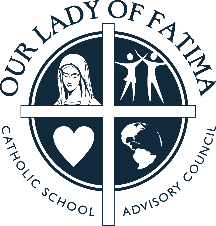 OUR LADY OF FATIMA
CATHOLIC SCHOOL
ADVISORY COUNCIL